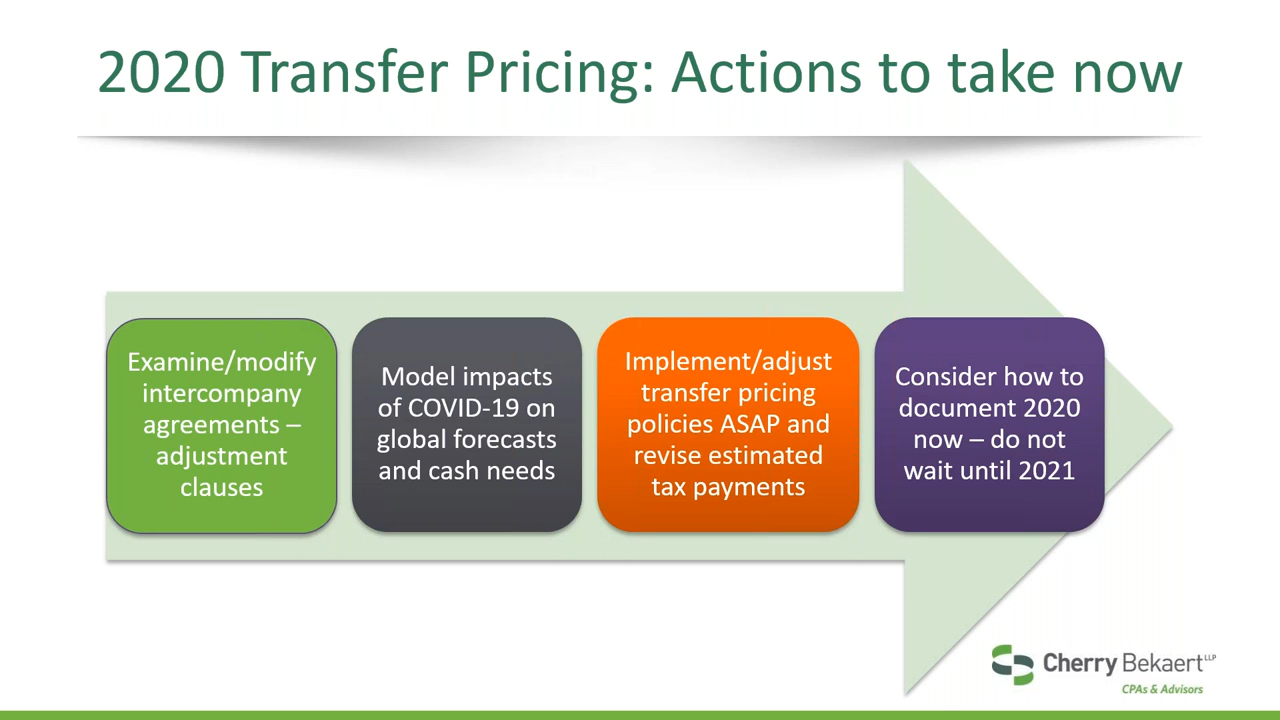 2020 Transfer Pricing: Actions to take now
Examine/modify
intercompany
agreements –
adjustment
clauses
Model impacts
of COVID-19 on
global forecasts
and cash needs
Implement/adjust
transfer pricing
policies ASAP and
revise estimated
tax payments
Consider how to
document 2020
now – do not
wait until 2021
Cherry Bekaert LLP
CPAs & Advisors